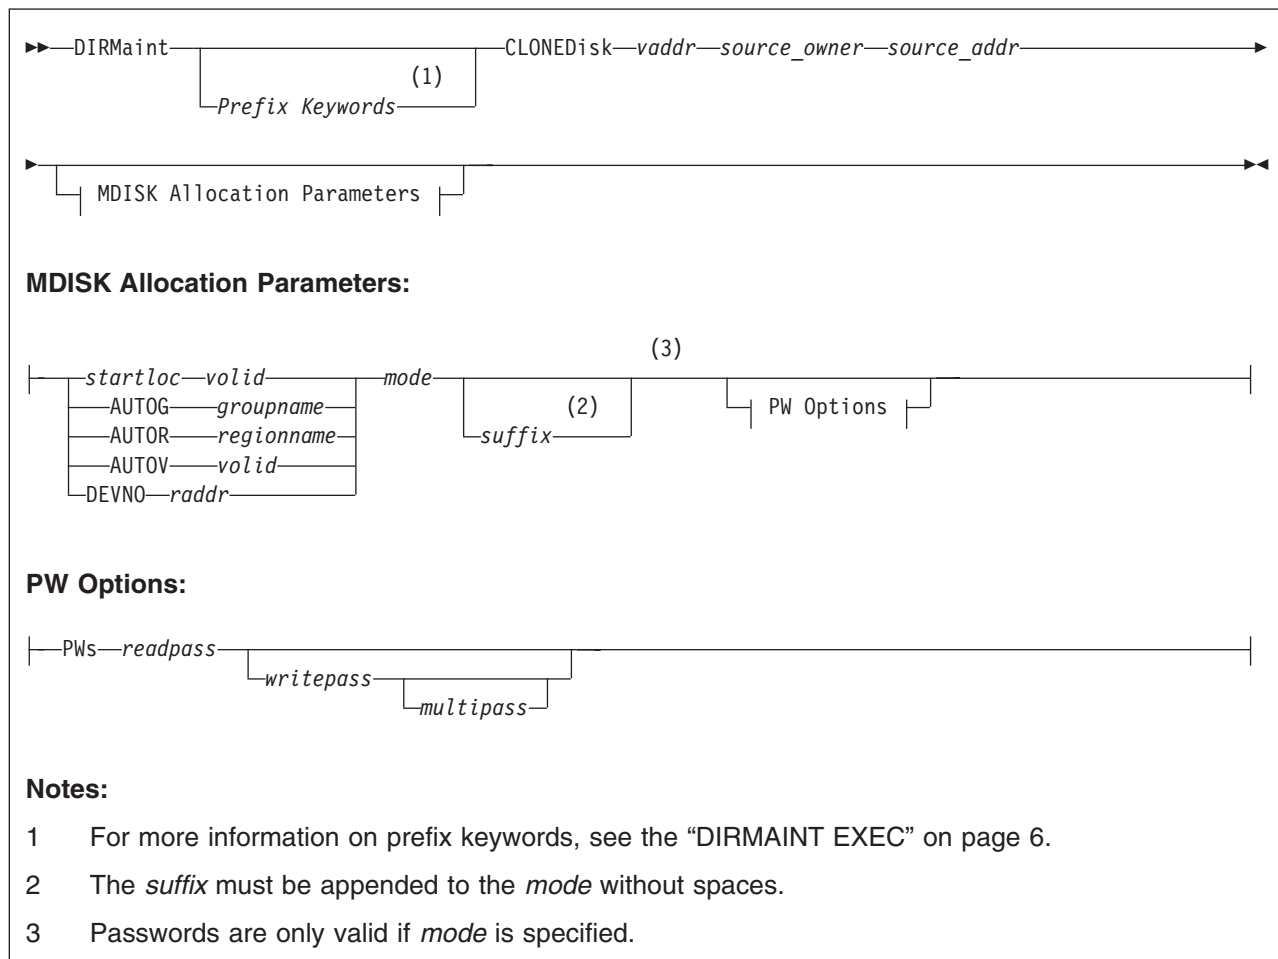 DIRMaint CLONEDisk vaddr source_owner source_addr
(1)
Prefix Keywords
MDISK Allocation Parameters
MDISK Allocation Parameters:
(3)
startloc volid mode
AUTOG groupname (2) PW Options
AUTOR regionname suffix
AUTOV volid
DEVNO raddr
PW Options:
PWs readpass
writepass
multipass
Notes:
1 For more information on prefix keywords, see the “DIRMAINT EXEC” on page 6.
2 The suffix must be appended to the mode without spaces.
3 Passwords are only valid if mode is specified.